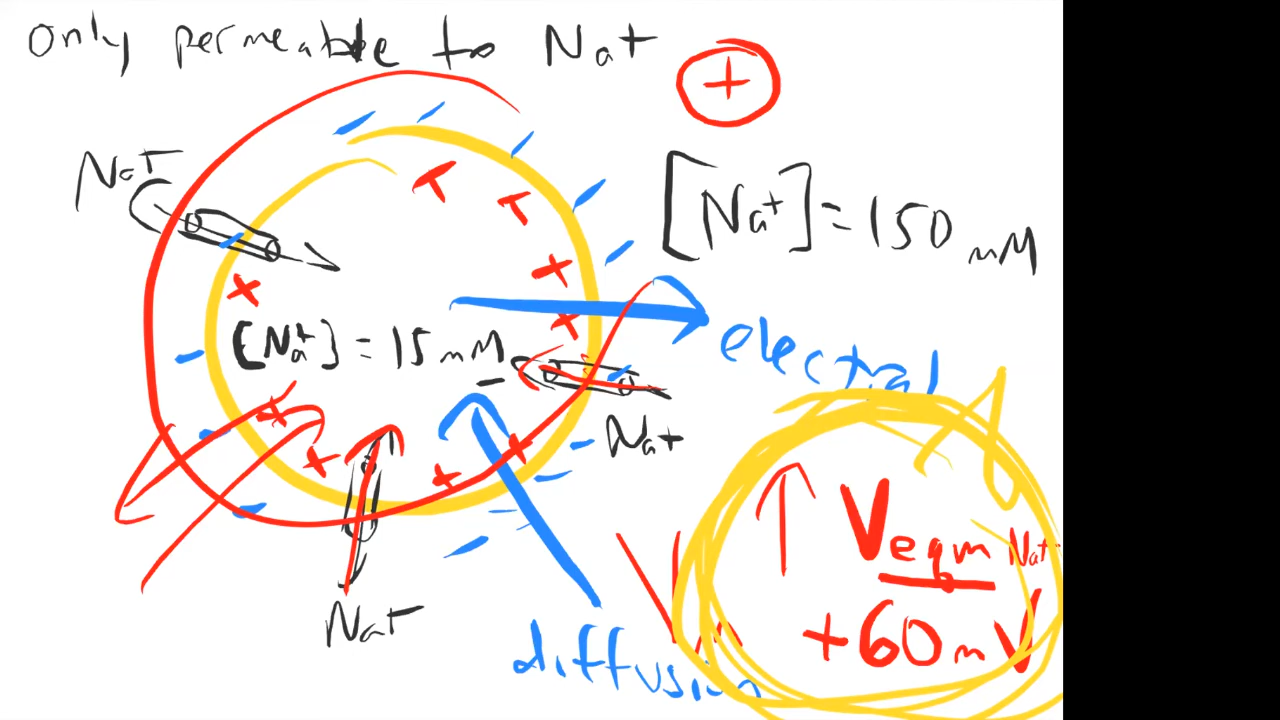 Only permeable to Na+
+
Na+
[Na+] = 150 mM
[Na+] = 15 mM
electral
Na+
Veqm Na+
+60 mV
Na+
diffusion